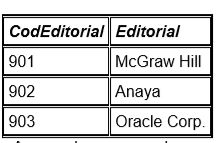 CodEditorial Editorial
901 McGraw Hill
902 Anaya
903 Oracle Corp.